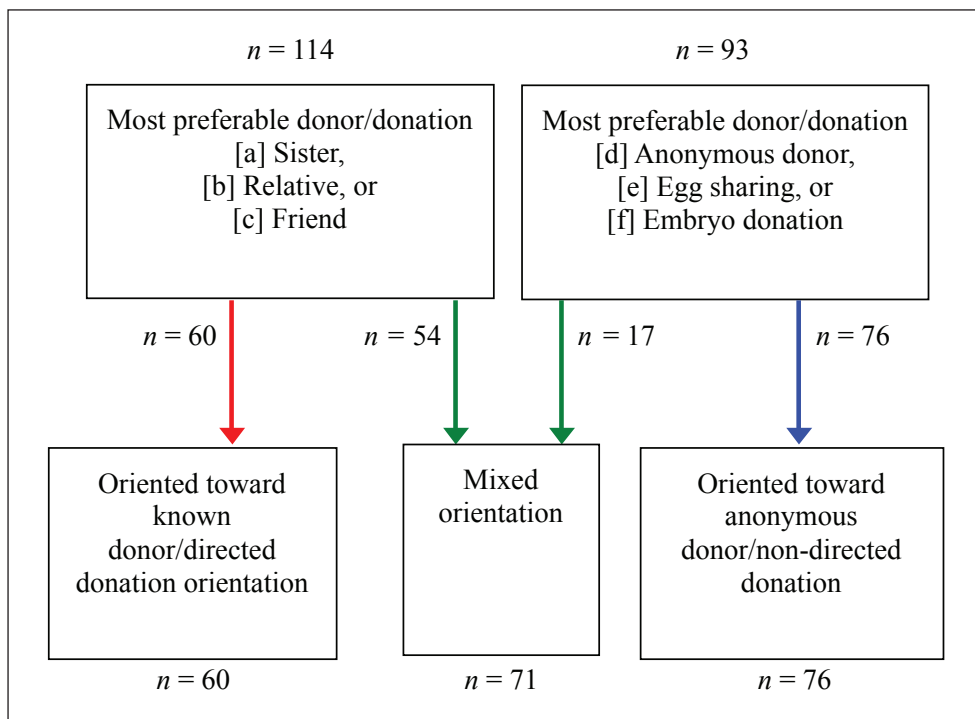 n = 114
n = 93
Most preferable donor/donation
[a] Sister,
[b] Relative, or
[c] Friend
Most preferable donor/donation
[d] Anonymous donor,
[e] Egg sharing, or
[f] Embryo donation
n = 60
n = 54
n = 17
n = 76
Oriented toward
known
donor/directed
donation orientation
Mixed
orientation
Oriented toward
anonymous
donor/non-directed
donation
n = 60
n = 71
n = 76